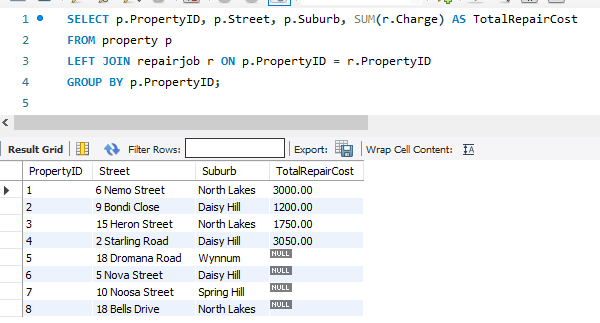 1 SELECT p.PropertyID, p.Street, p.Suburb, SUM(r.Charge) AS TotalRepairCost
2 FROM property p
3 LEFT JOIN repairjob r ON p.PropertyID = r.PropertyID
4 GROUP BY p.PropertyID;
5
Result Grid Filter Rows: Export: Wrap Cell Content:
PropertyID Street Suburb TotalRepairCost
1 6 Nemo Street North Lakes 3000.00
2 9 Bondi Close Daisy Hill 1200.00
3 15 Heron Street North Lakes 1750.00
4 2 Starling Road Daisy Hill 3050.00
5 18 Dromana Road Wynnum NULL
6 5 Nova Street Daisy Hill NULL
7 10 Noosa Street Spring Hill NULL
8 18 Bells Drive North Lakes NULL